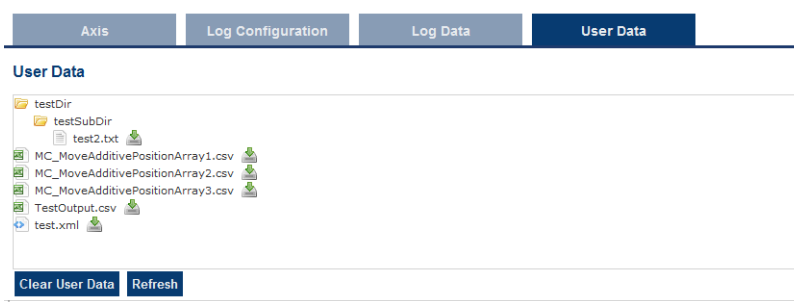 Axis Log Configuration Log Data User Data
User Data
testDir
testSubDir
test2.txt
MC_MoveAdditivePositionArray1.csv
MC_MoveAdditivePositionArray2.csv
MC_MoveAdditivePositionArray3.csv
TestOutput.csv
test.xml
Clear User Data Refresh